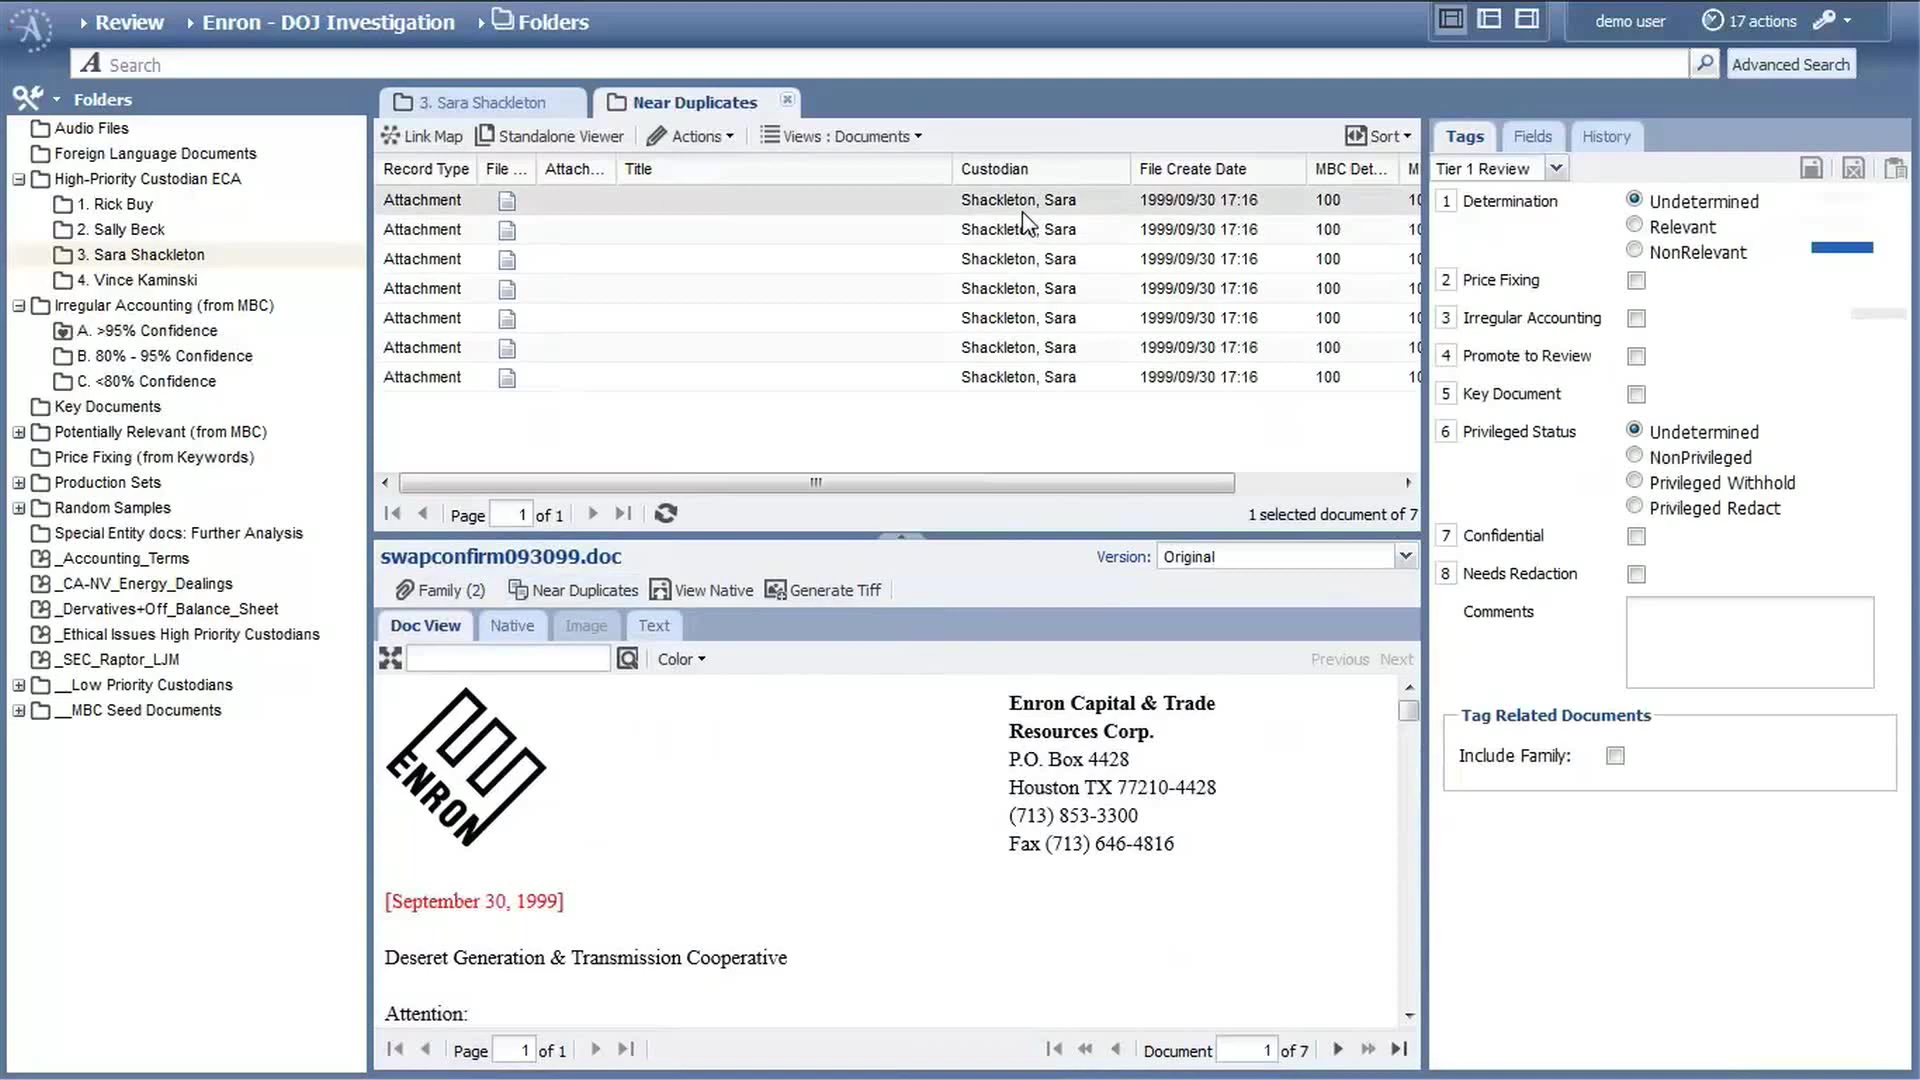 Review Enron - DOJ Investigation Folders
demo user 17 actions
A Search Advanced Search
Folders
Audio Files
Foreign Language Documents
High-Priority Custodian ECA
1. Rick Buy
2. Sally Beck
3. Sara Shackleton
4. Vince Kaminski
Irregular Accounting (from MBC)
A. >95% Confidence
B. 80% - 95% Confidence
C. <80% Confidence
Key Documents
Potentially Relevant (from MBC)
Price Fixing (from Keywords)
Production Sets
Random Samples
Special Entity docs: Further Analysis
_Accounting_Terms
_CA-NV_Energy_Dealings
_Dervatives+Off_Balance_Sheet
_Ethical Issues High Priority Custodians
_SEC_Raptor_LJM
__Low Priority Custodians
__MBC Seed Documents
3. Sara Shackleton Near Duplicates
Link Map Standalone Viewer Actions Views : Documents Sort
Record Type File ... Attach... Title Custodian File Create Date MBC Det... M
Attachment Shackleton, Sara 1999/09/30 17:16 100 10
Attachment Shackleton, Sara 1999/09/30 17:16 100 10
Attachment Shackleton, Sara 1999/09/30 17:16 100 10
Attachment Shackleton, Sara 1999/09/30 17:16 100 10
Attachment Shackleton, Sara 1999/09/30 17:16 100 10
Attachment Shackleton, Sara 1999/09/30 17:16 100 10
Attachment Shackleton, Sara 1999/09/30 17:16 100 10
Page 1 of 1 1 selected document of 7
swapconfirm093099.doc Version: Original
Family (2) Near Duplicates View Native Generate Tiff
Doc View Native Image Text
Color Previous Next
ENRON
Enron Capital & Trade
Resources Corp.
P.O. Box 4428
Houston TX 77210-4428
(713) 853-3300
Fax (713) 646-4816
[September 30, 1999]
Deseret Generation & Transmission Cooperative
Attention:
Page 1 of 1 Document 1 of 7
Tags Fields History
Tier 1 Review
1 Determination Undetermined
Relevant
NonRelevant
2 Price Fixing
3 Irregular Accounting
4 Promote to Review
5 Key Document
6 Privileged Status Undetermined
NonPrivileged
Privileged Withhold
Privileged Redact
7 Confidential
8 Needs Redaction
Comments
Tag Related Documents
Include Family: